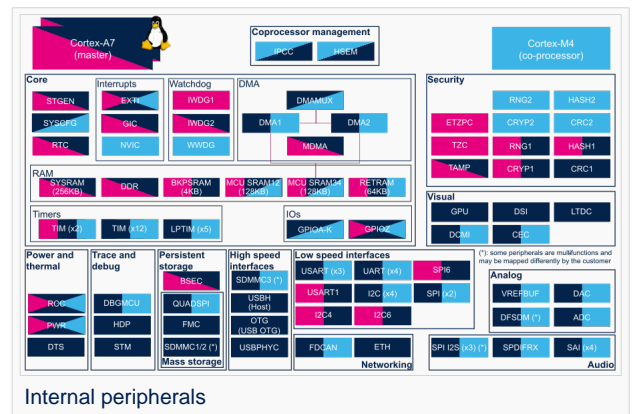 Cortex-A7
(master)
Coprocessor management
IPCC
HSEM
Cortex-M4
(co-processor)
Core
STGEN
SYSCFG
RTC
Interrupts
EXTI
GIC
NVIC
Watchdog
IWDG1
IWDG2
WWDG
DMA
DMAMUX
DMA1
DMA2
MDMA
Security
RNG2
HASH2
ETZPC
CRYP2
CRC2
TZC
RNG1
HASH1
TAMP
CRYP1
CRC1
RAM
SYSRAM
(256KB)
DDR
BKPSRAM
(4KB)
MCU SRAM12
(128KB)
MCU SRAM34
(128KB)
RETRAM
(64KB)
Timers
TIM (x2)
TIM (x12)
LPTIM (x5)
IOs
GPIOA-K
GPIOZ
Visual
GPU
DSI
LTDC
DCMI
CEC
(*): some peripherals are multifunctions and
may be mapped differently by the customer
Power and
thermal
RCC
PWR
DTS
Trace and
debug
DBGMCU
HDP
STM
Persistent
storage
BSEC
QUADSPI
FMC
SDMMC1/2 (*)
Mass storage
High speed
interfaces
SDMMC3 (*)
USBH
(Host)
OTG
(USB OTG)
USBPHYC
Low speed interfaces
USART (x3)
UART (x4)
SPI6
USART1
I2C (x4)
SPI (x2)
I2C4
I2C6
Analog
VREFBUF
DAC
DFSDM (*)
ADC
FDCAN
ETH
Networking
SPI I2S (x3) (*)
SPDIFRX
SAI (x4)
Audio
Internal peripherals